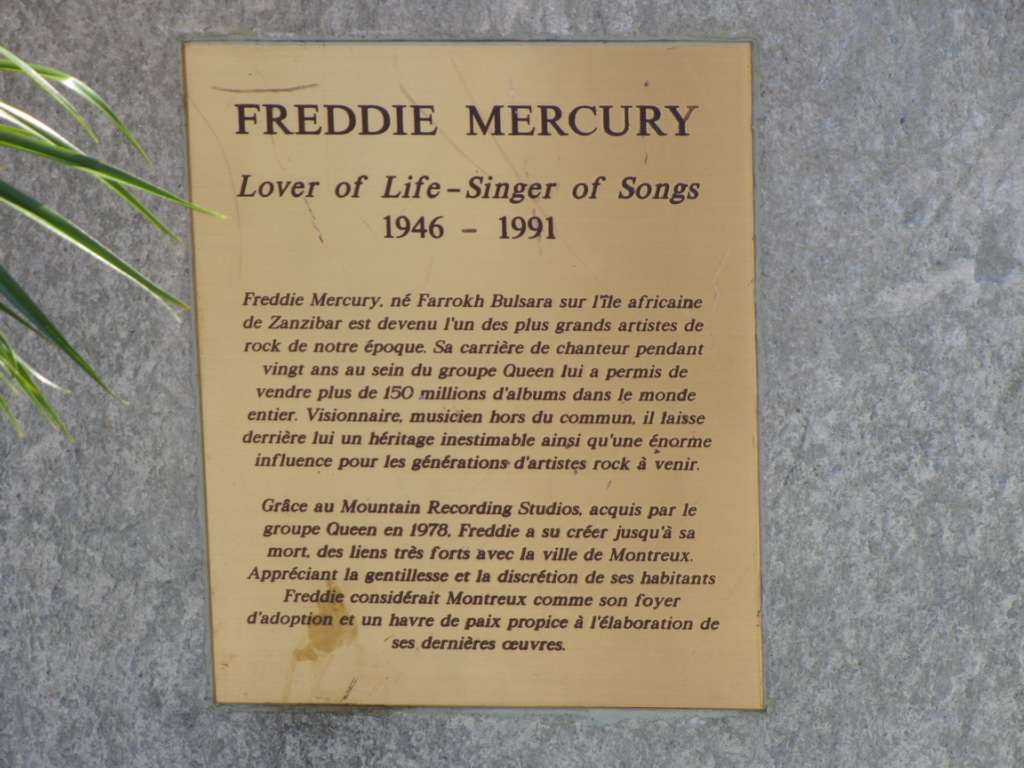 FREDDIE MERCURY
Lover of Life – Singer of Songs
1946 – 1991
Freddie Mercury, né Farrokh Bulsara sur l'île africaine
de Zanzibar est devenu l'un des plus grands artistes de
rock de notre époque. Sa carrière de chanteur pendant
vingt ans au sein du groupe Queen lui a permis de
vendre plus de 150 millions d'albums dans le monde
entier. Visionnaire, musicien hors du commun, il laisse
derrière lui un héritage inestimable ainsi qu'une énorme
influence pour les générations d'artistes rock à venir.
Grâce au Mountain Recording Studios, acquis par le
groupe Queen en 1978, Freddie a su créer jusqu'à sa
mort, des liens très forts avec la ville de Montreux.
Appréciant la gentillesse et la discrétion de ses habitants
Freddie considérait Montreux comme son foyer
d'adoption et un havre de paix propice à l'élaboration de
ses dernières œuvres.